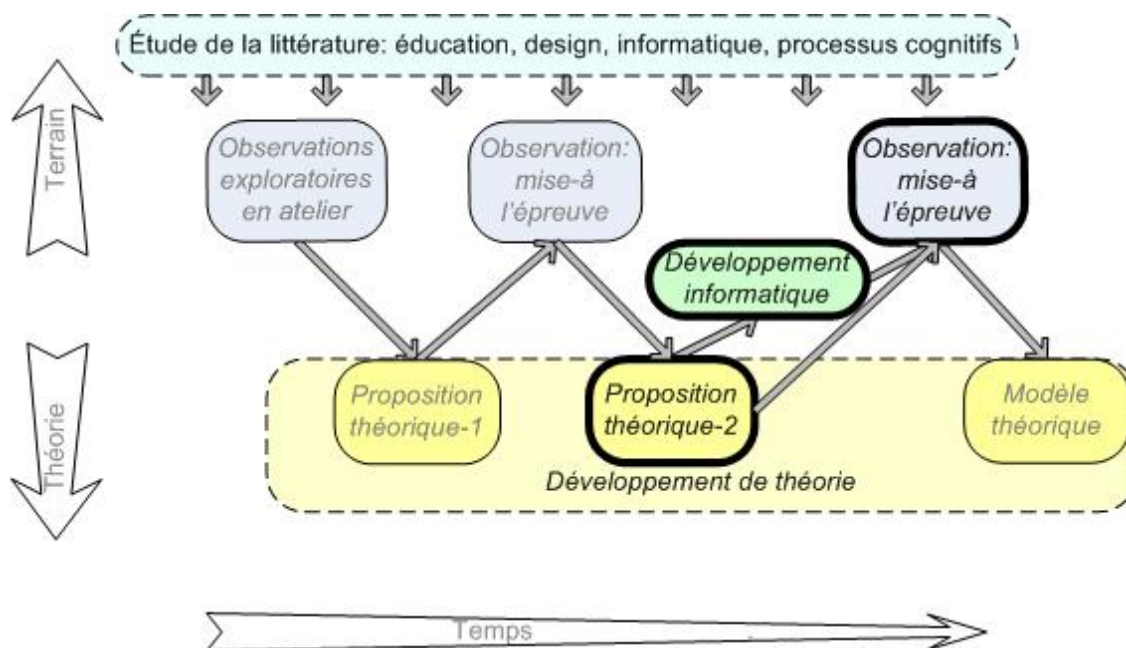 Étude de la littérature: éducation, design, informatique, processus cognitifs
Terrain
Observations
exploratoires
en atelier
Observation:
mise-à
l'épreuve
Observation:
mise-à
l'épreuve
Développement
informatique
Théorie
Proposition
théorique-1
Proposition
théorique-2
Modèle
théorique
Développement de théorie
Temps